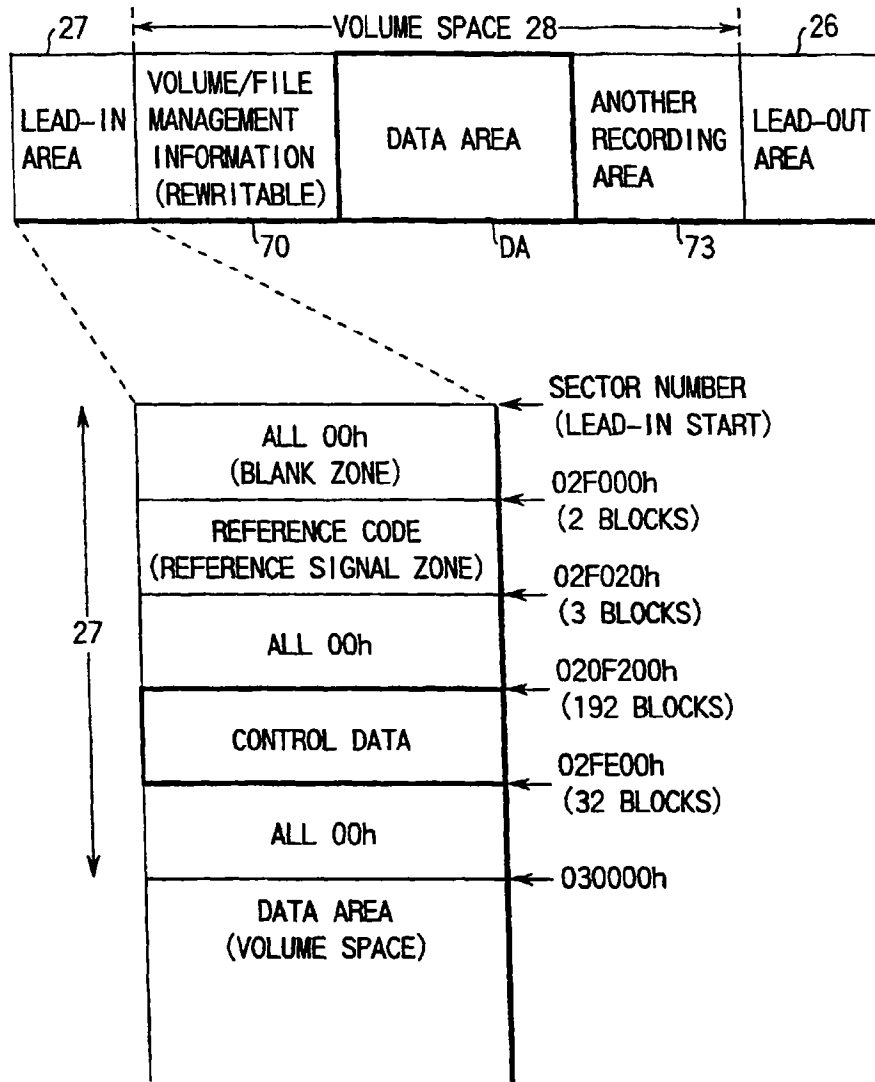 27
VOLUME SPACE 28
26
LEAD-IN
AREA
VOLUME/FILE
MANAGEMENT
INFORMATION
(REWRITABLE)
DATA AREA
ANOTHER
RECORDING
AREA
LEAD-OUT
AREA
70
DA
73
SECTOR NUMBER
(LEAD-IN START)
ALL 00h
(BLANK ZONE)
02F000h
(2 BLOCKS)
REFERENCE CODE
(REFERENCE SIGNAL ZONE)
02F020h
(3 BLOCKS)
27
ALL 00h
020F200h
(192 BLOCKS)
CONTROL DATA
02FE00h
(32 BLOCKS)
ALL 00h
030000h
DATA AREA
(VOLUME SPACE)